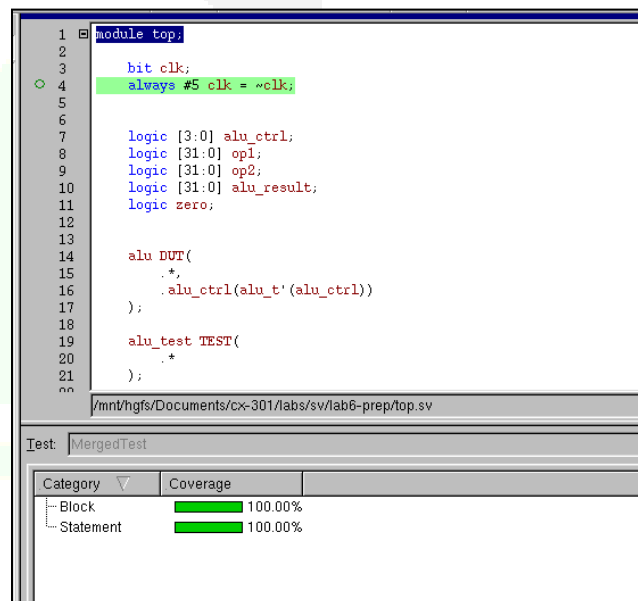 1 module top;
2
3 bit clk;
4 always #5 clk = ~clk;
5
6
7 logic [3:0] alu_ctrl;
8 logic [31:0] op1;
9 logic [31:0] op2;
10 logic [31:0] alu_result;
11 logic zero;
12
13
14 alu DUT(
15 .*,
16 .alu_ctrl(alu_t'(alu_ctrl))
17 );
18
19 alu_test TEST(
20 .*
21 );
/mnt/hgfs/Documents/cx-301/labs/sv/lab6-prep/top.sv
Test: MergedTest
Category Coverage
Block 100.00%
Statement 100.00%